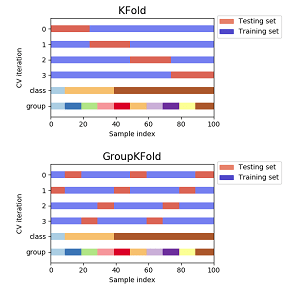 KFold
Testing set
Training set
0
1
2
3
class
group
CV iteration
0 20 40 60 80 100
Sample index
GroupKFold
Testing set
Training set
0
1
2
3
class
group
CV iteration
0 20 40 60 80 100
Sample index